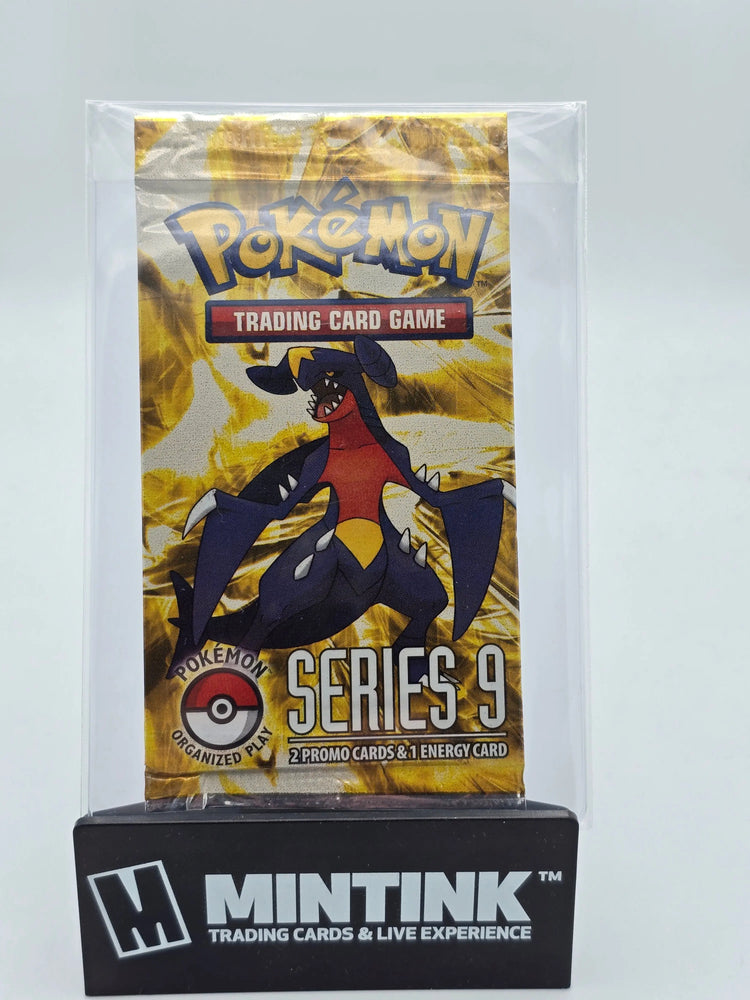 POKéMON
™
TRADING CARD GAME
POKÉMON
ORGANIZED PLAY
SERIES 9
2 PROMO CARDS & 1 ENERGY CARD
M MINTINK™
TRADING CARDS & LIVE EXPERIENCE